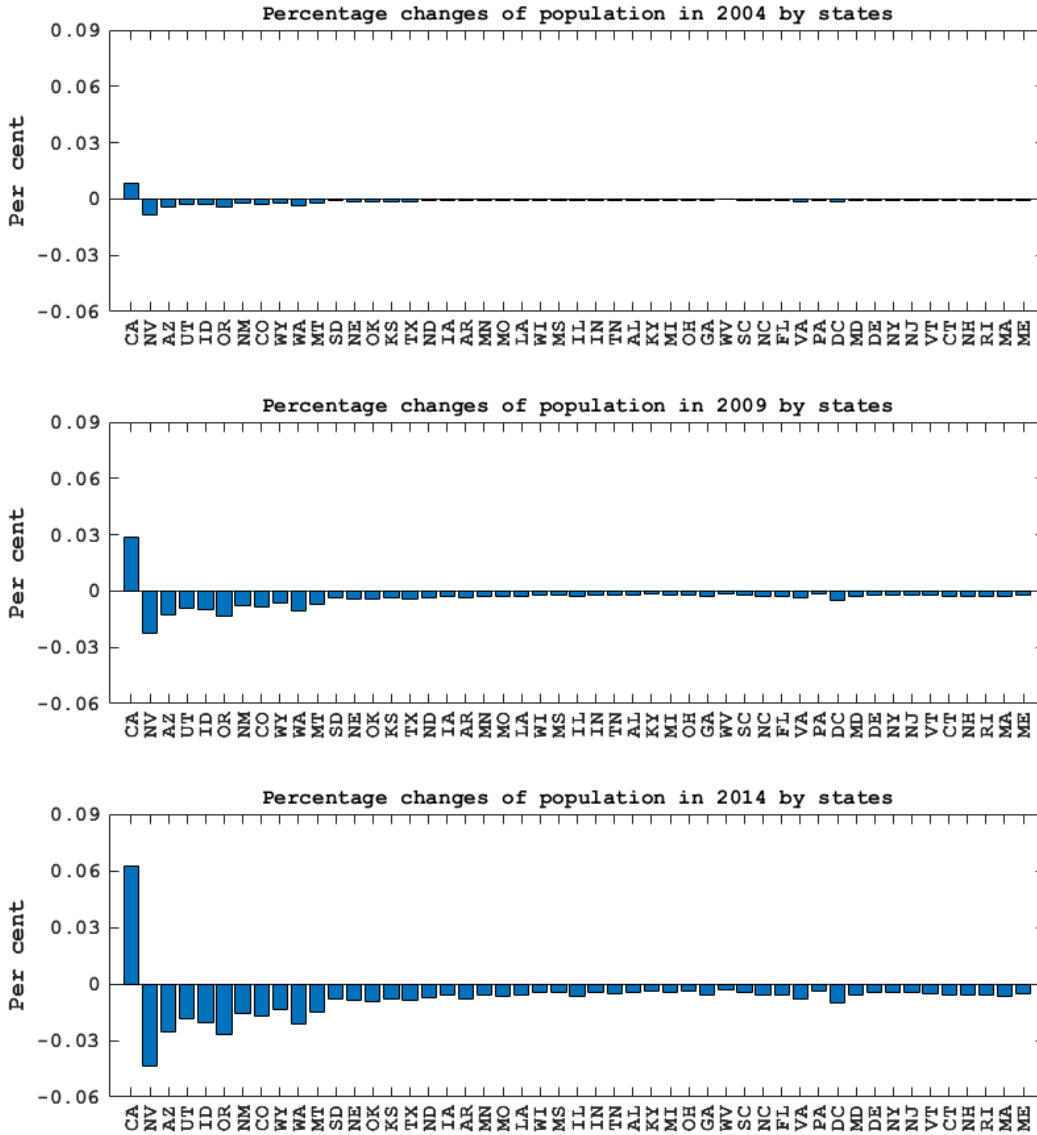 Percentage changes of population in 2004 by states
0.09
0.06
0.03
0
-0.03
-0.06
Per cent
CA NV AZ UT ID OR NM CO WY WA MT SD NE OK KS TX ND IA AR MN MO LA WI MS IL IN TN AL KY MI OH GA WV SC NC FL VA PA DC MD DE NY NJ VT CT NH RI MA ME
Percentage changes of population in 2009 by states
0.09
0.06
0.03
0
-0.03
-0.06
Per cent
CA NV AZ UT ID OR NM CO WY WA MT SD NE OK KS TX ND IA AR MN MO LA WI MS IL IN TN AL KY MI OH GA WV SC NC FL VA PA DC MD DE NY NJ VT CT NH RI MA ME
Percentage changes of population in 2014 by states
0.09
0.06
0.03
0
-0.03
-0.06
Per cent
CA NV AZ UT ID OR NM CO WY WA MT SD NE OK KS TX ND IA AR MN MO LA WI MS IL IN TN AL KY MI OH GA WV SC NC FL VA PA DC MD DE NY NJ VT CT NH RI MA ME